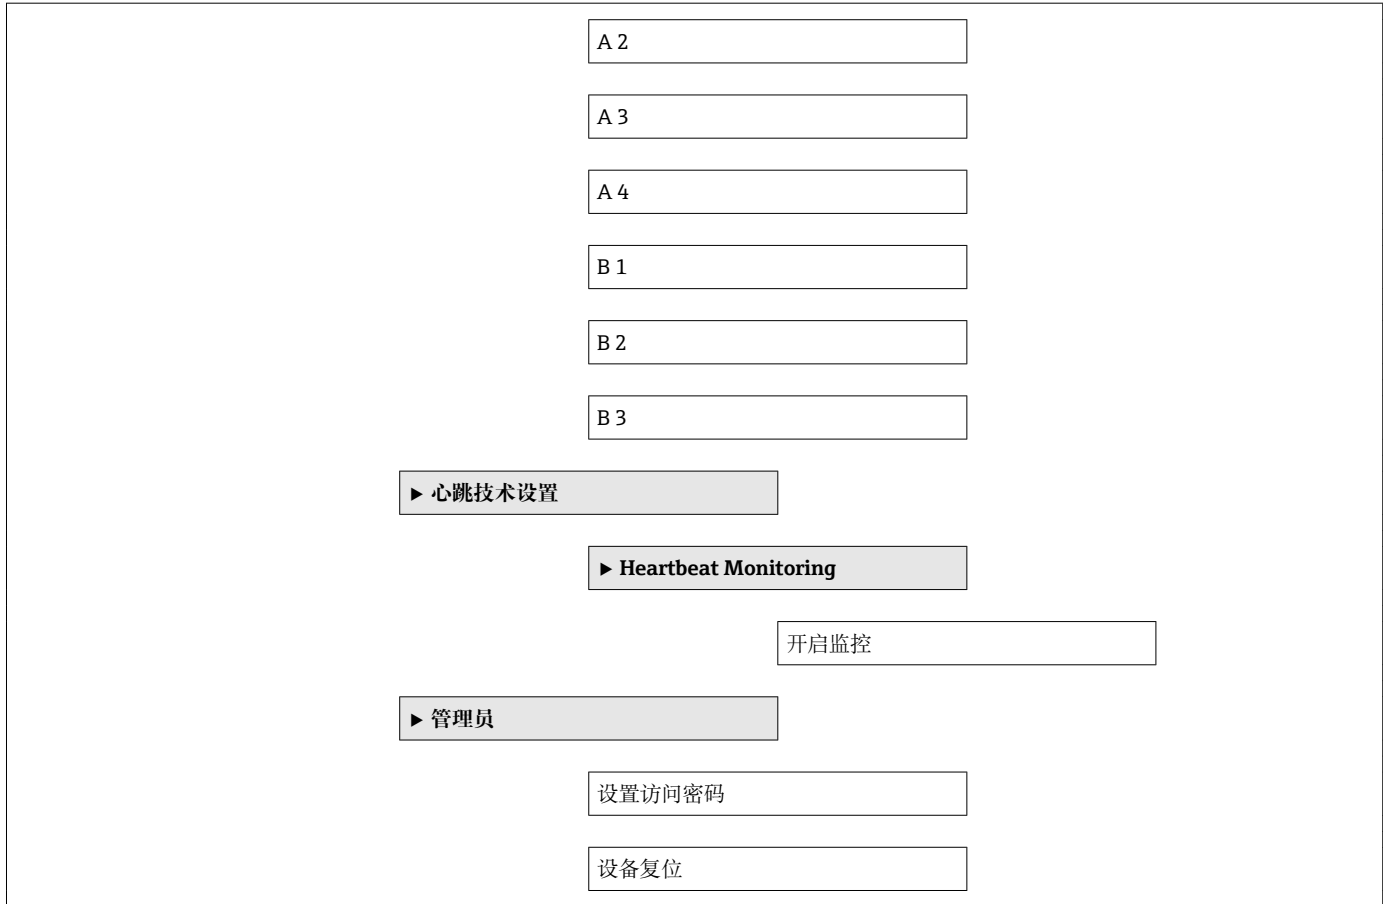 A 2
A 3
A 4
B 1
B 2
B 3
▶ 心跳技术设置
▶ Heartbeat Monitoring
开启监控
▶ 管理员
设置访问密码
设备复位